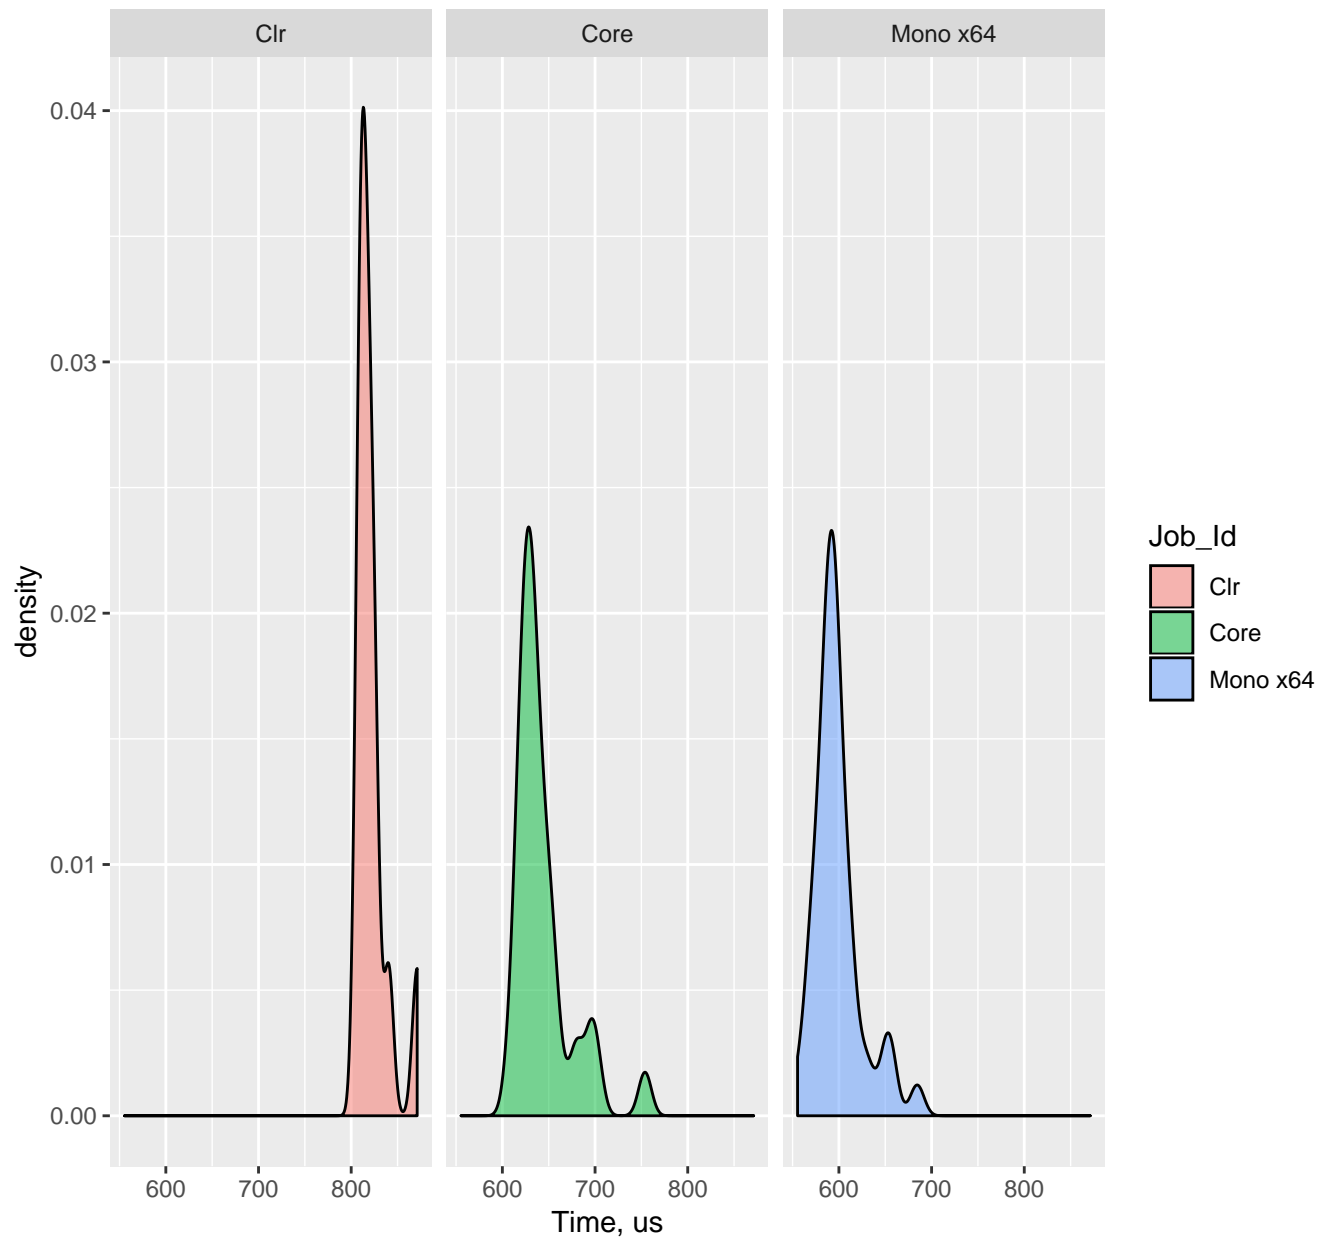 Clr Core Mono x64
0.04
0.03
0.02
0.01
0.00
density
600 700 800 600 700 800 600 700 800
Time, us
Job_Id
Clr
Core
Mono x64